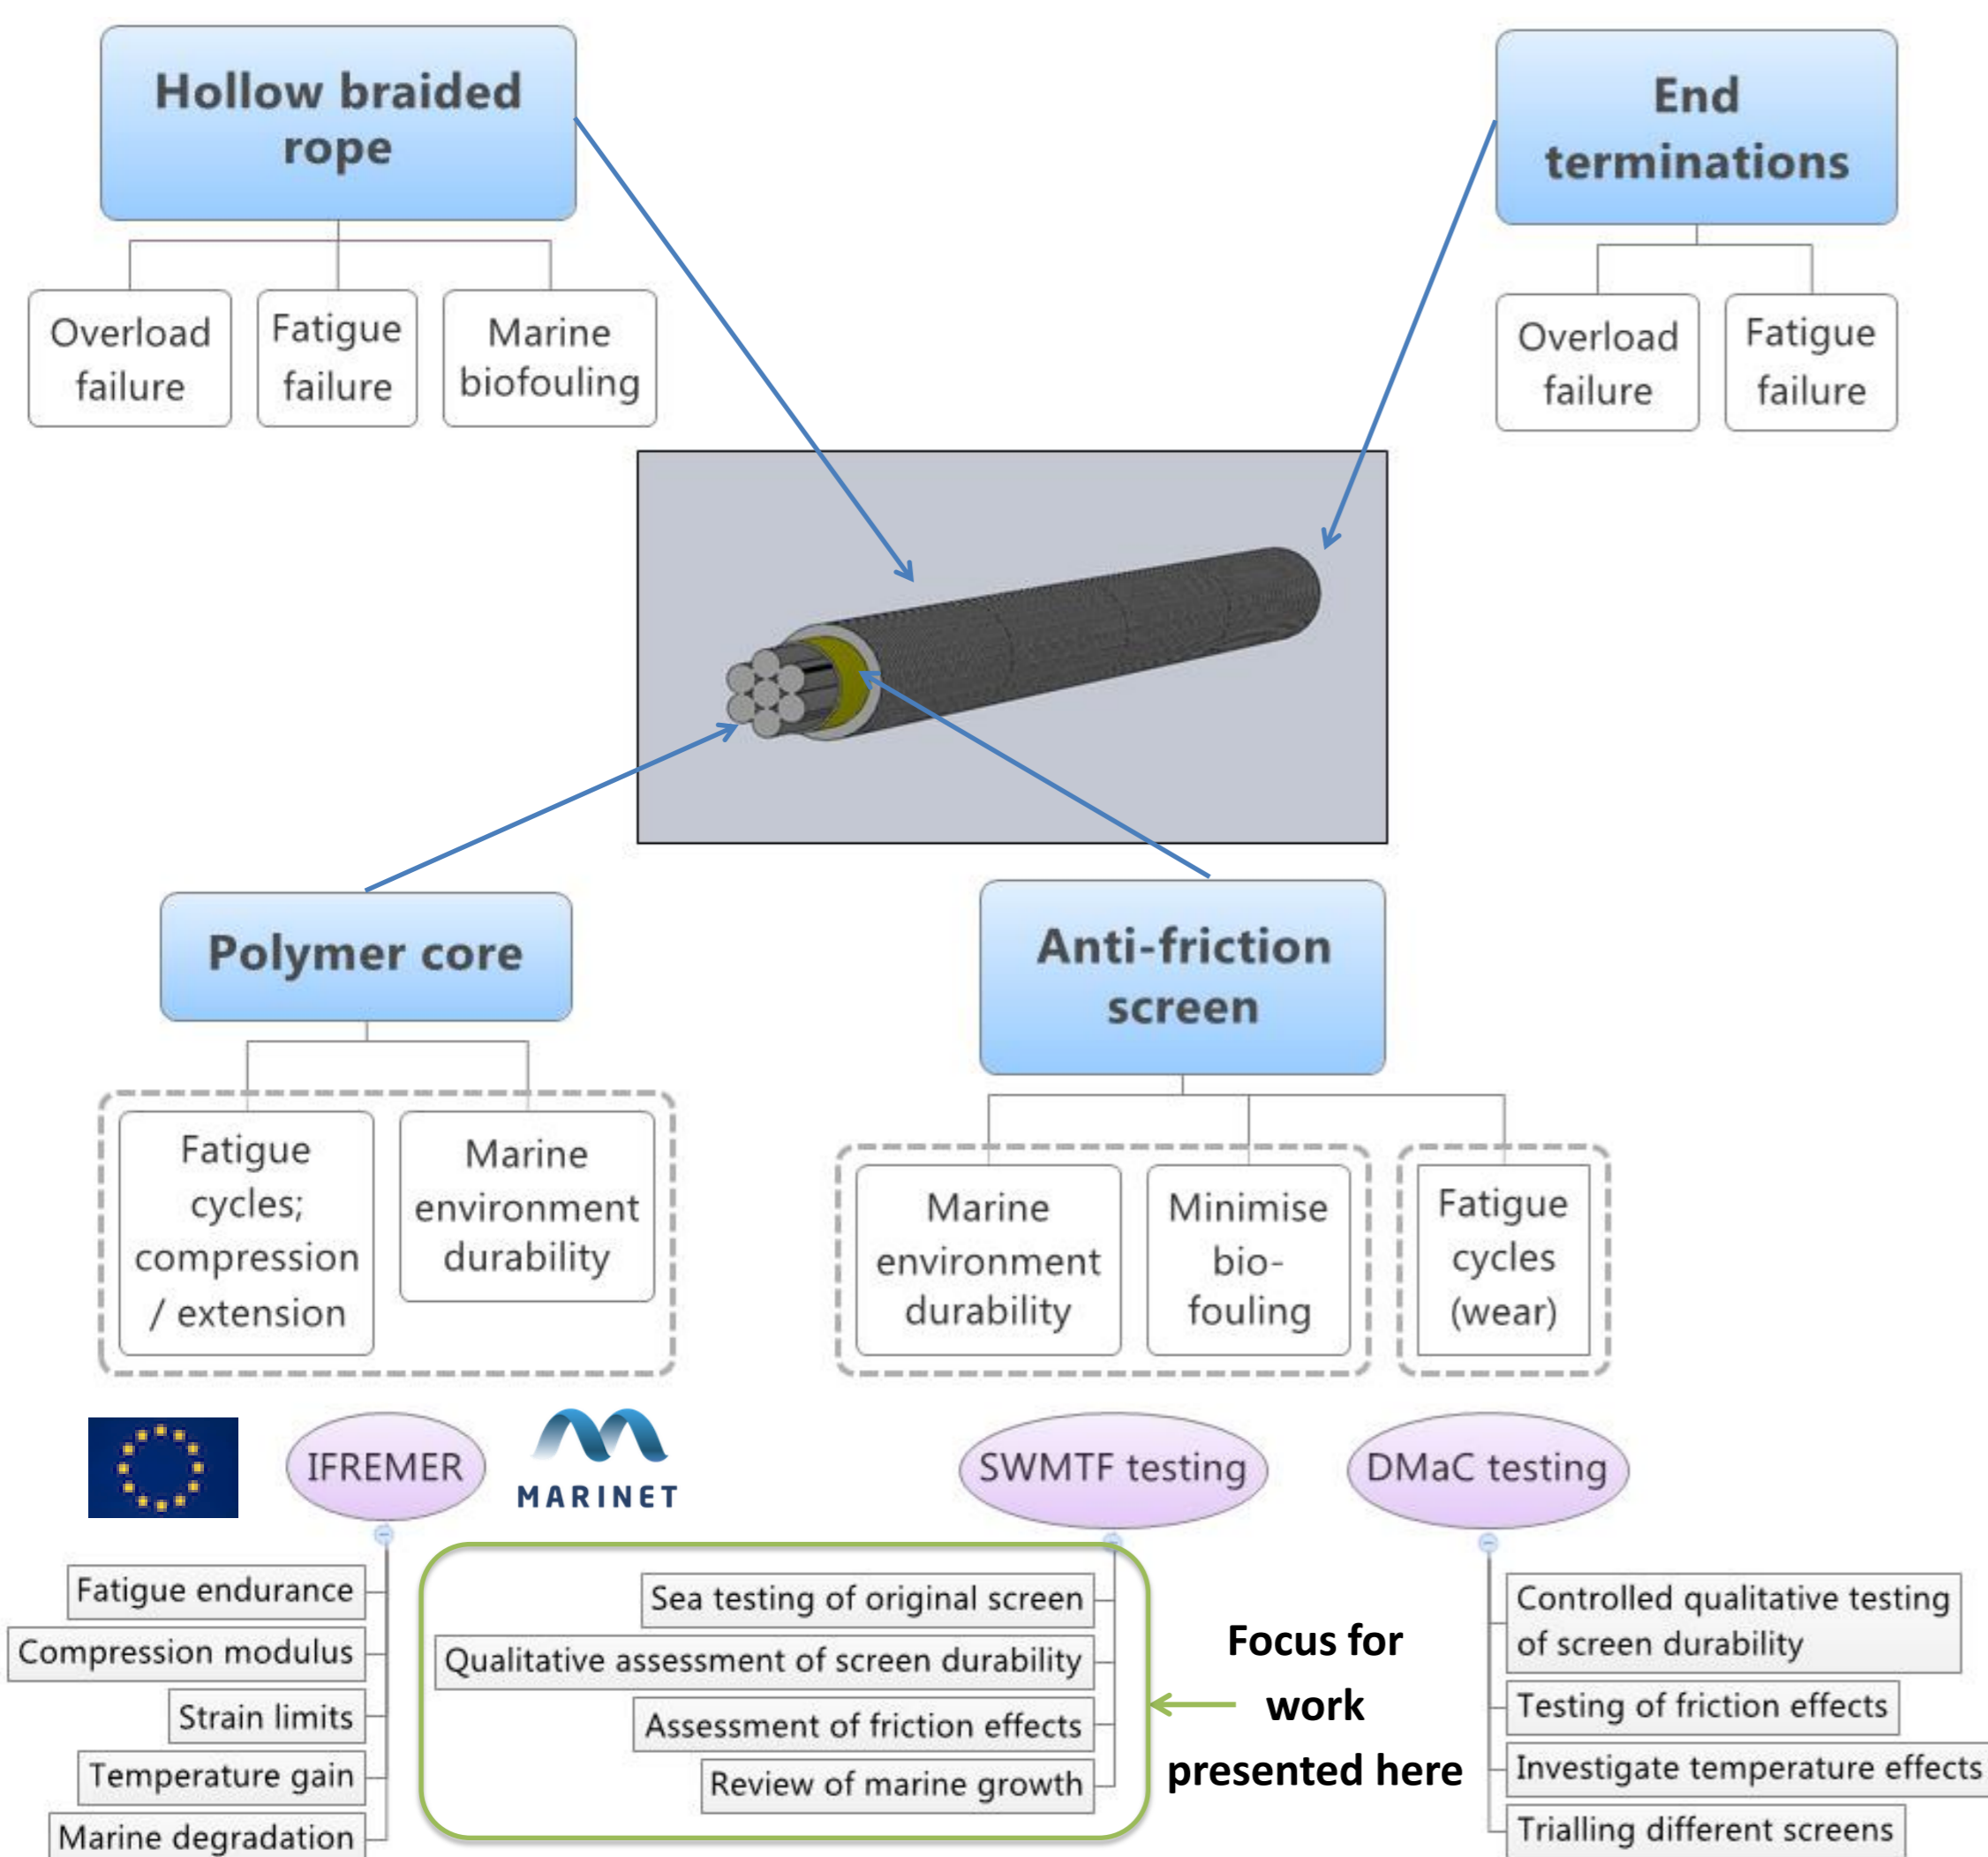 Hollow braided
rope
End
terminations
Overload
failure
Fatigue
failure
Marine
biofouling
Overload
failure
Fatigue
failure
Polymer core
Anti-friction
screen
Fatigue
cycles;
compression
/ extension
Marine
environment
durability
Marine
environment
durability
Minimise
bio-
fouling
Fatigue
cycles
(wear)
IFREMER
MARINET
SWMTF testing
DMaC testing
Fatigue endurance
Compression modulus
Strain limits
Temperature gain
Marine degradation
Sea testing of original screen
Qualitative assessment of screen durability
Assessment of friction effects
Review of marine growth
Focus for
work
presented here
Controlled qualitative testing
of screen durability
Testing of friction effects
Investigate temperature effects
Trialling different screens